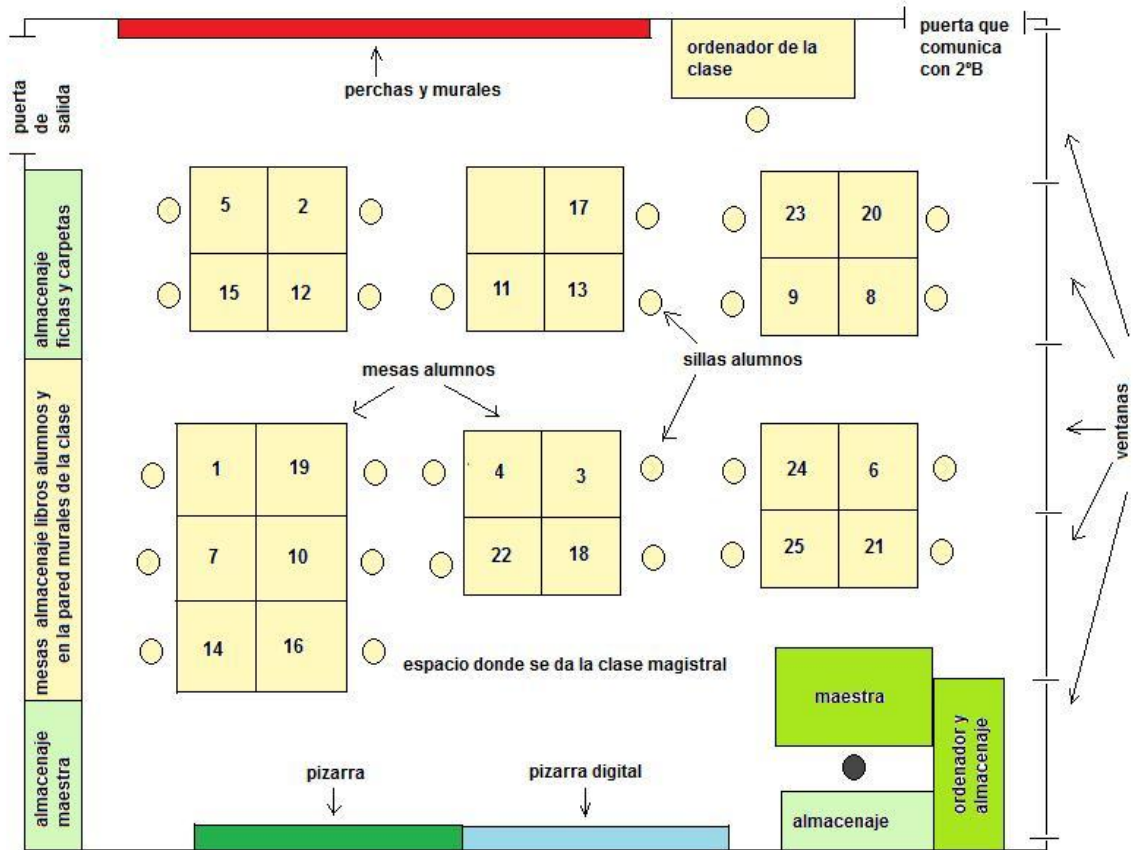 puerta
de
salida
perchas y murales
ordenador de la
clase
puerta que
comunica
con 2ºB
almacenaje
fichas y carpetas
5 2
15 12
17
11 13
23 20
9 8
mesas alumnos
sillas alumnos
ventanas
mesas almacenaje libros alumnos y
en la pared murales de la clase
1 19
7 10
14 16
4 3
22 18
24 6
25 21
espacio donde se da la clase magistral
maestra
ordenador y
almacenaje
almacenaje
maestra
pizarra
pizarra digital
almacenaje